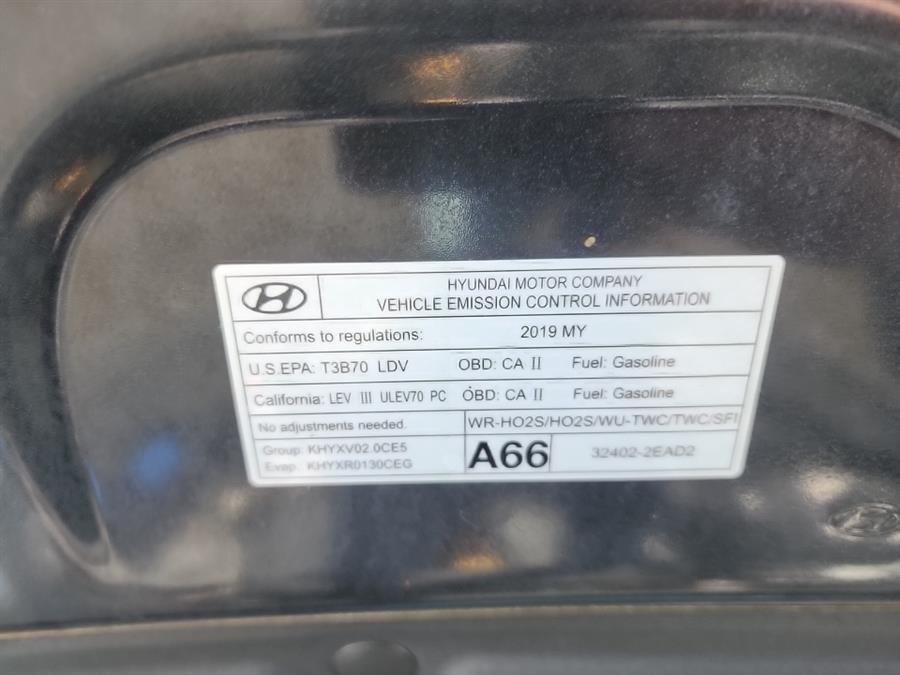 HYUNDAI MOTOR COMPANY
VEHICLE EMISSION CONTROL INFORMATION
Conforms to regulations: 2019 MY
U.S.EPA: T3B70 LDV OBD: CA II Fuel: Gasoline
California: LEV III ULEV70 PC OBD: CA II Fuel: Gasoline
No adjustments needed. WR-HO2S/HO2S/WU-TWC/TWC/SFI
Group: KHYXV02.0CE5
Evap: KHYXR0130CEG
A66
32402-2EAD2